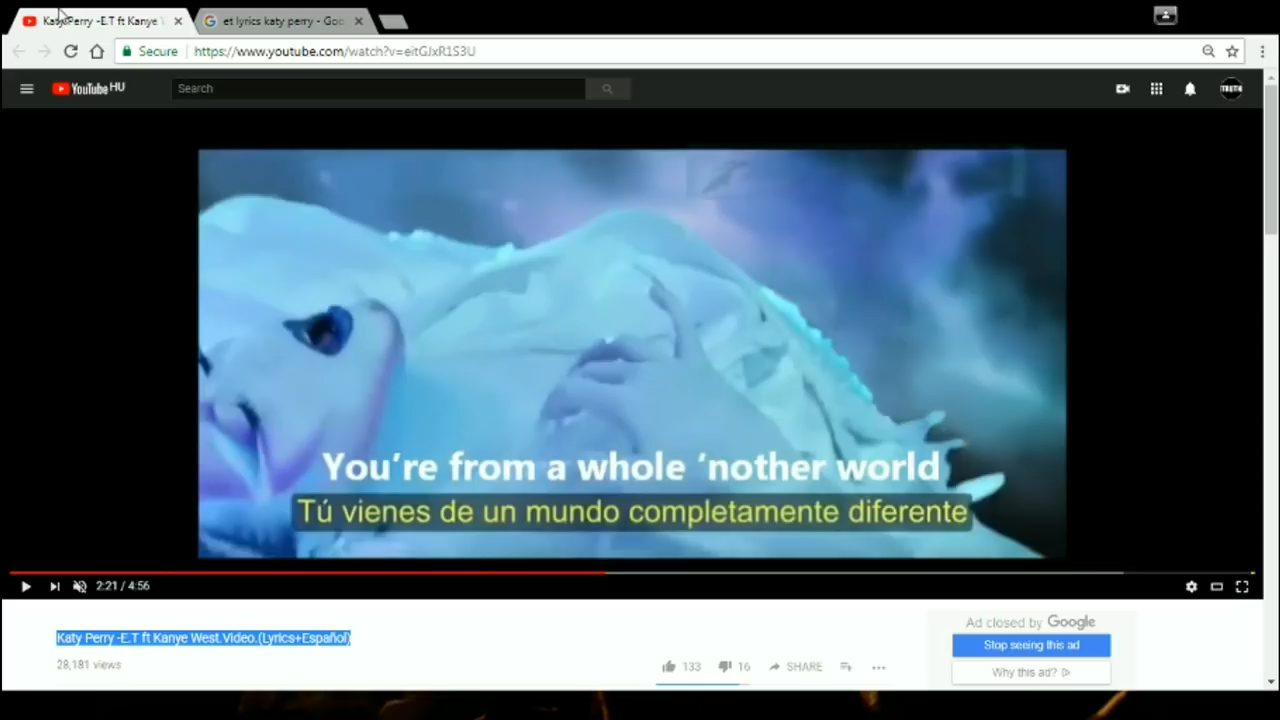 Katy Perry -E.T ft Kanye
et lyrics katy perry - Goo
Secure
https://www.youtube.com/watch?v=eitGJxR1S3U
YouTube HU
Search
TRUTH
You're from a whole 'nother world
Tú vienes de un mundo completamente diferente
2:21 / 4:56
Katy Perry -E.T ft Kanye West.Video.(Lyrics+Español)
28,181 views
133
16
SHARE
Ad closed by Google
Stop seeing this ad
Why this ad?